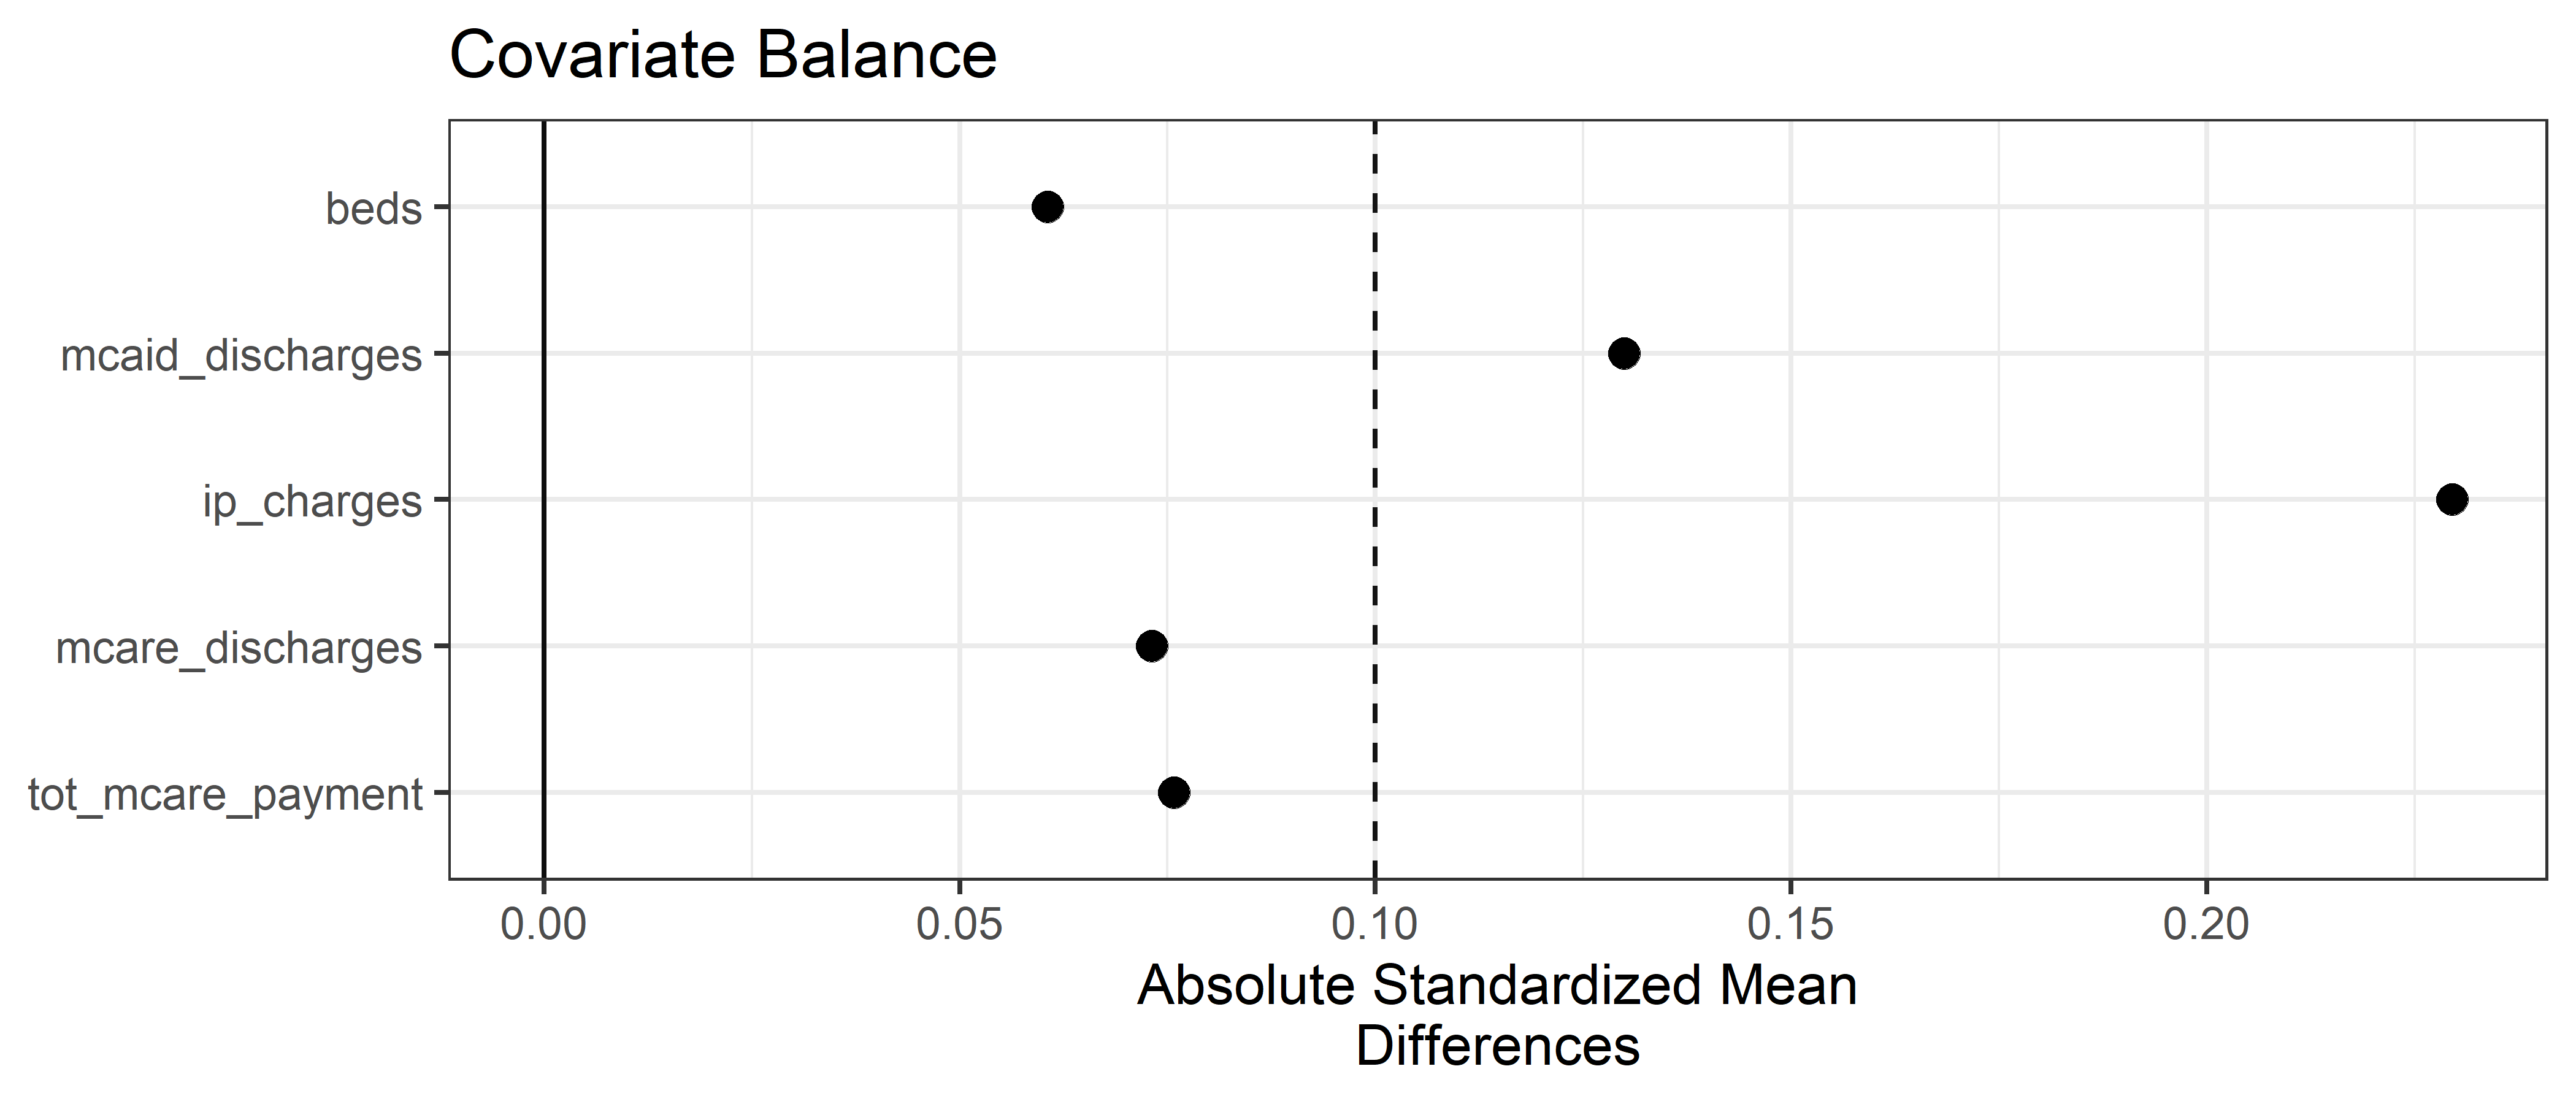 Covariate Balance
beds
mcaid_discharges
ip_charges
mcare_discharges
tot_mcare_payment
0.00 0.05 0.10 0.15 0.20
Absolute Standardized Mean
Differences